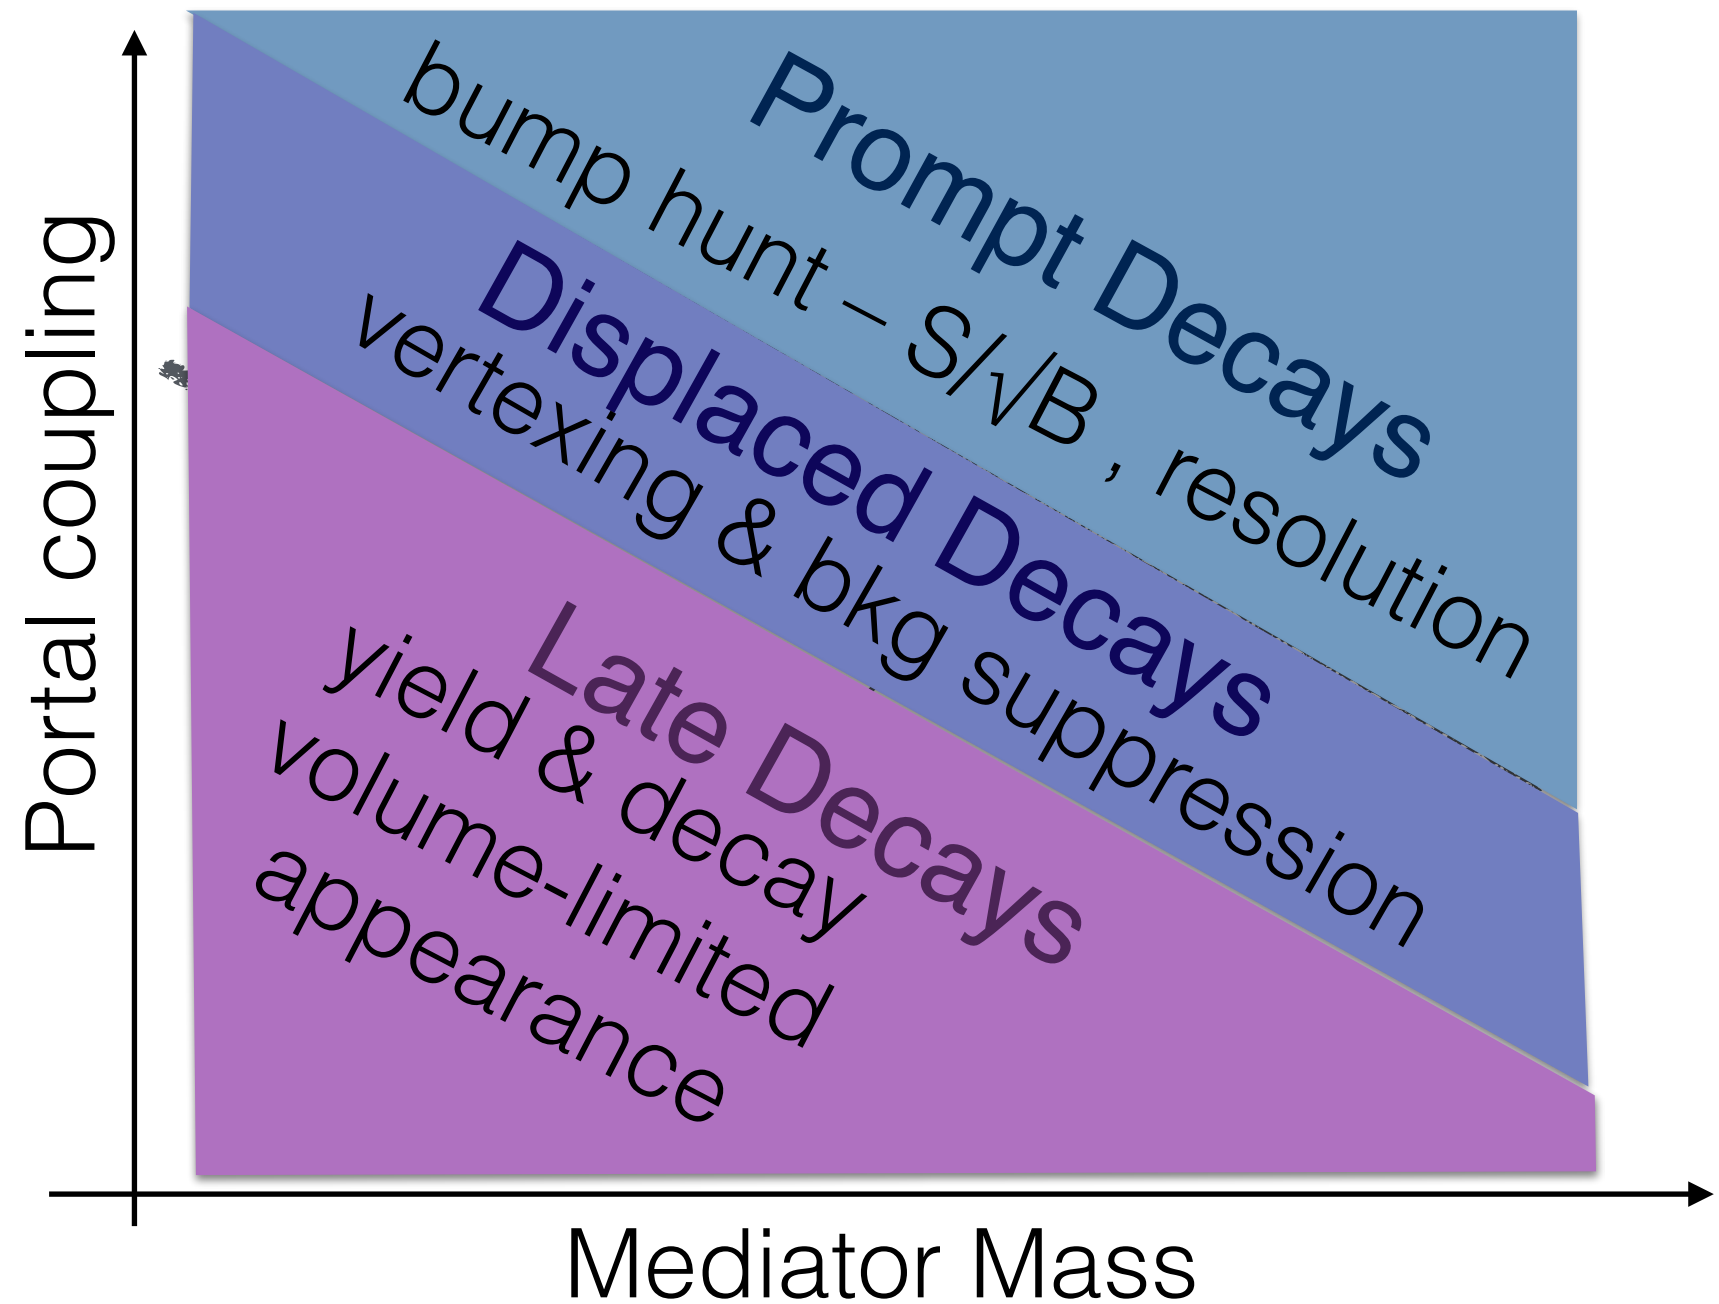 Portal coupling
Prompt Decays
bump hunt – S/√B , resolution
Displaced Decays
vertexing & bkg suppression
Late Decays
yield & decay
volume-limited
appearance
Mediator Mass